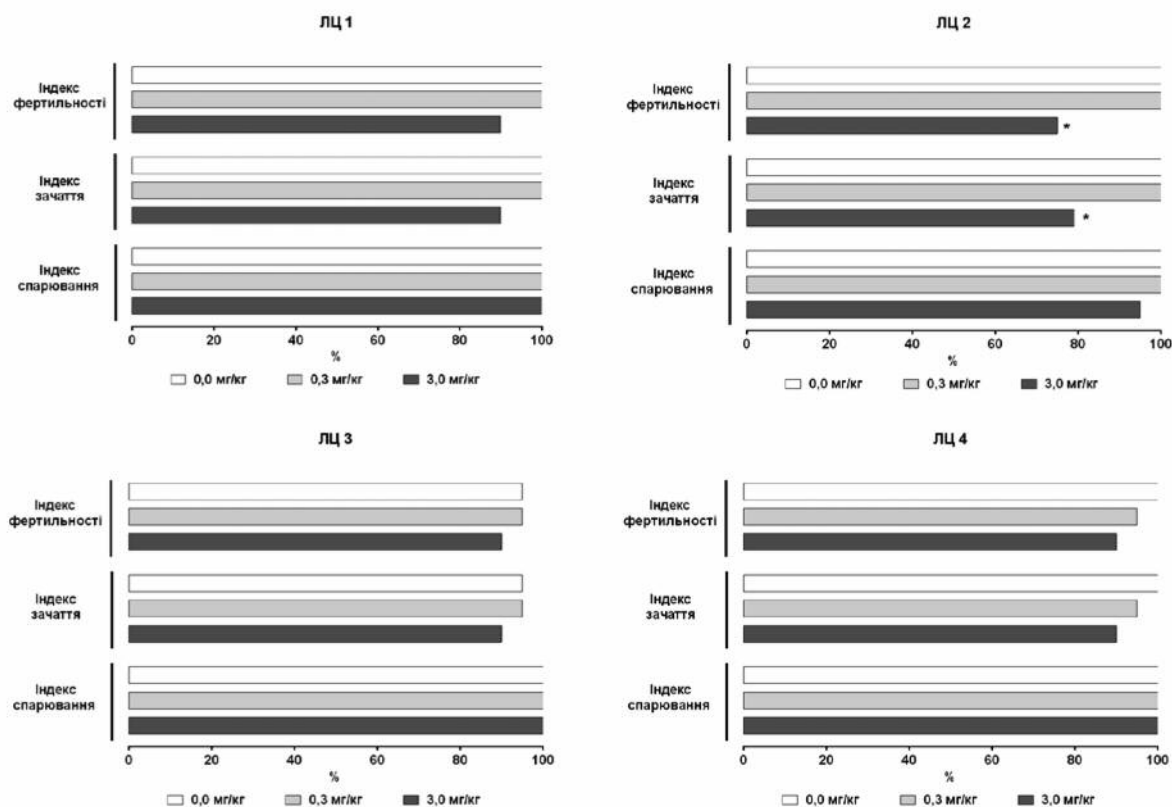 ЛЦ 1
Індекс
фертильності
Індекс
зачаття
Індекс
спарювання
0 20 40 60 80 100
%
0,0 мг/кг 0,3 мг/кг 3,0 мг/кг
ЛЦ 2
Індекс
фертильності
*
Індекс
зачаття
*
Індекс
спарювання
0 20 40 60 80 100
%
0,0 мг/кг 0,3 мг/кг 3,0 мг/кг
ЛЦ 3
Індекс
фертильності
Індекс
зачаття
Індекс
спарювання
0 20 40 60 80 100
%
0,0 мг/кг 0,3 мг/кг 3,0 мг/кг
ЛЦ 4
Індекс
фертильності
Індекс
зачаття
Індекс
спарювання
0 20 40 60 80 100
%
0,0 мг/кг 0,3 мг/кг 3,0 мг/кг